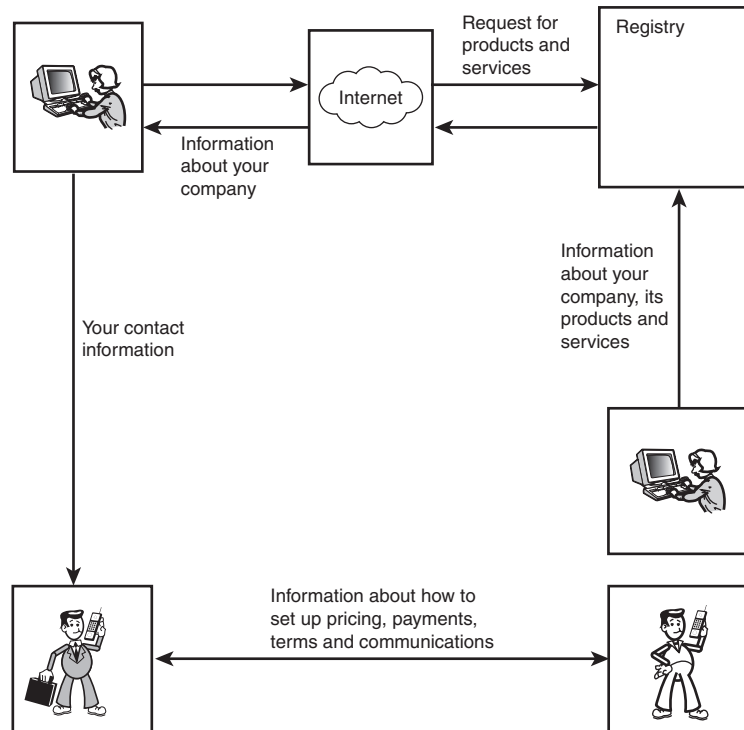 Request for
products and
services
Registry
Internet
Information
about your
company
Information
about your
company, its
products and
services
Your contact
information
Information about how to
set up pricing, payments,
terms and communications